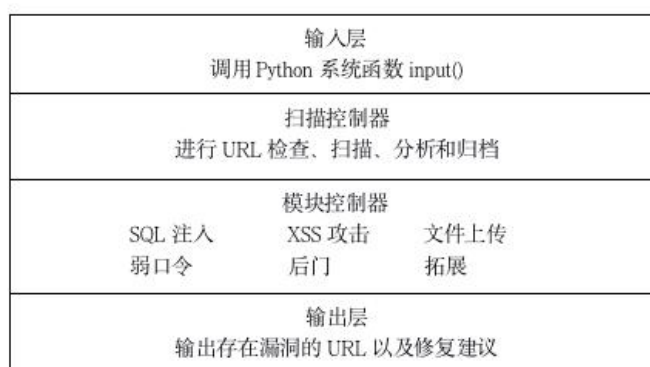 输入层
调用 Python 系统函数 input()
扫描控制器
进行 URL 检查、扫描、分析和归档
模块控制器
SQL 注入 XSS 攻击 文件上传
弱口令 后门 拓展
输出层
输出存在漏洞的 URL 以及修复建议